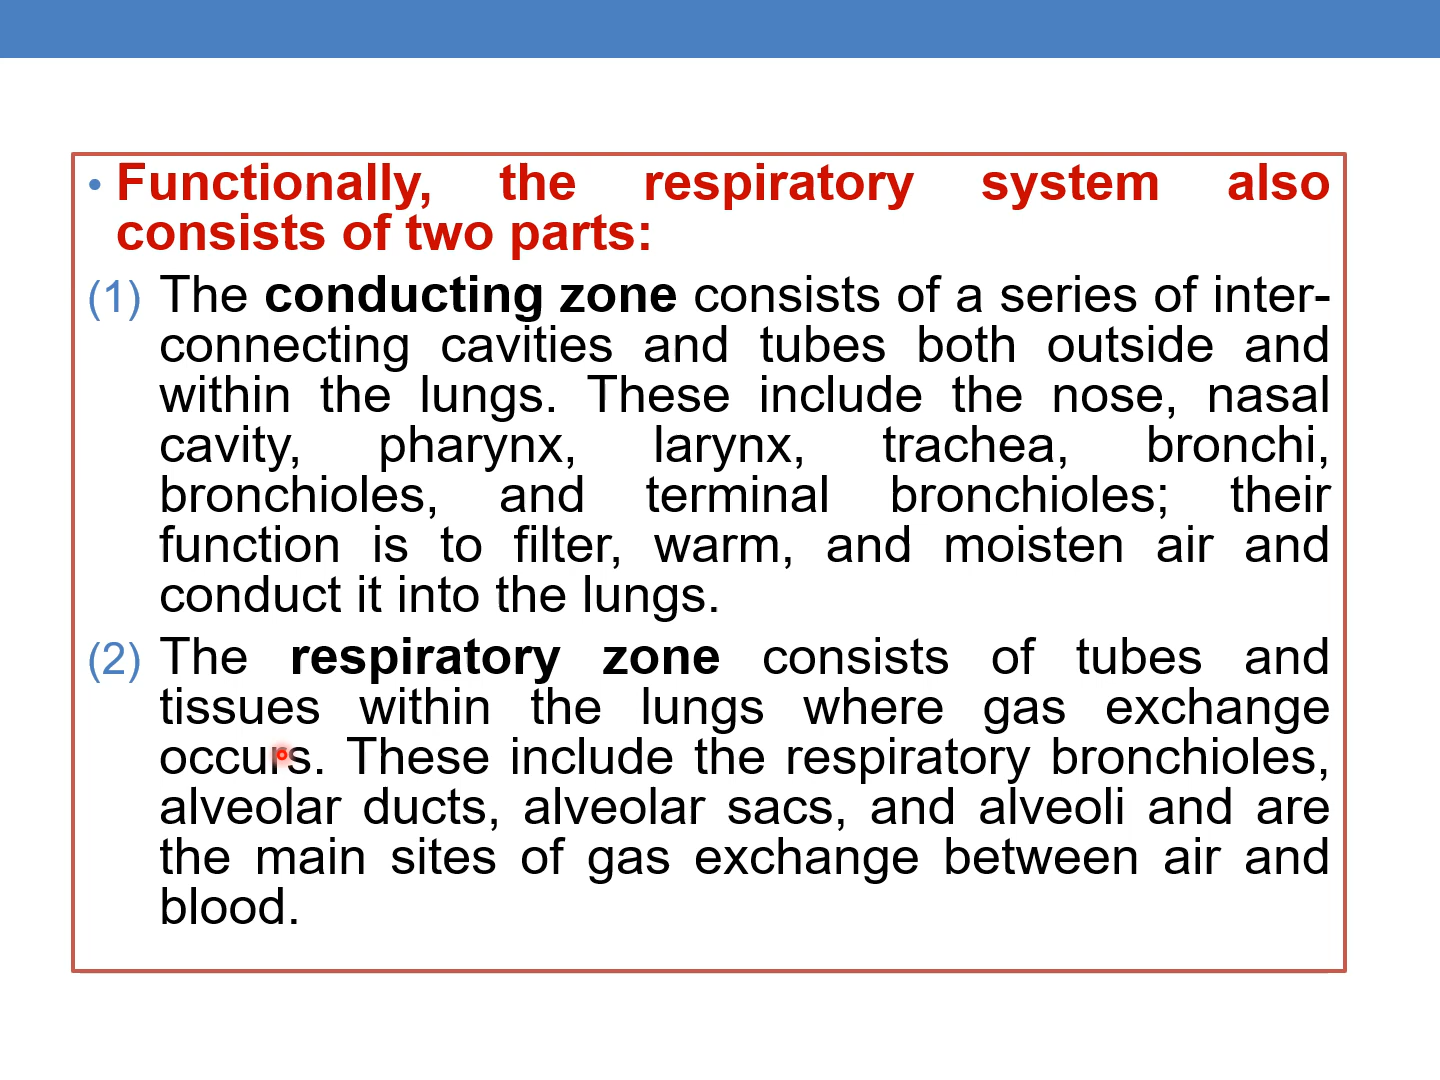 • Functionally, the respiratory system also
consists of two parts:
(1) The conducting zone consists of a series of inter-
connecting cavities and tubes both outside and
within the lungs. These include the nose, nasal
cavity, pharynx, larynx, trachea, bronchi,
bronchioles, and terminal bronchioles; their
function is to filter, warm, and moisten air and
conduct it into the lungs.
(2) The respiratory zone consists of tubes and
tissues within the lungs where gas exchange
occurs. These include the respiratory bronchioles,
alveolar ducts, alveolar sacs, and alveoli and are
the main sites of gas exchange between air and
blood.